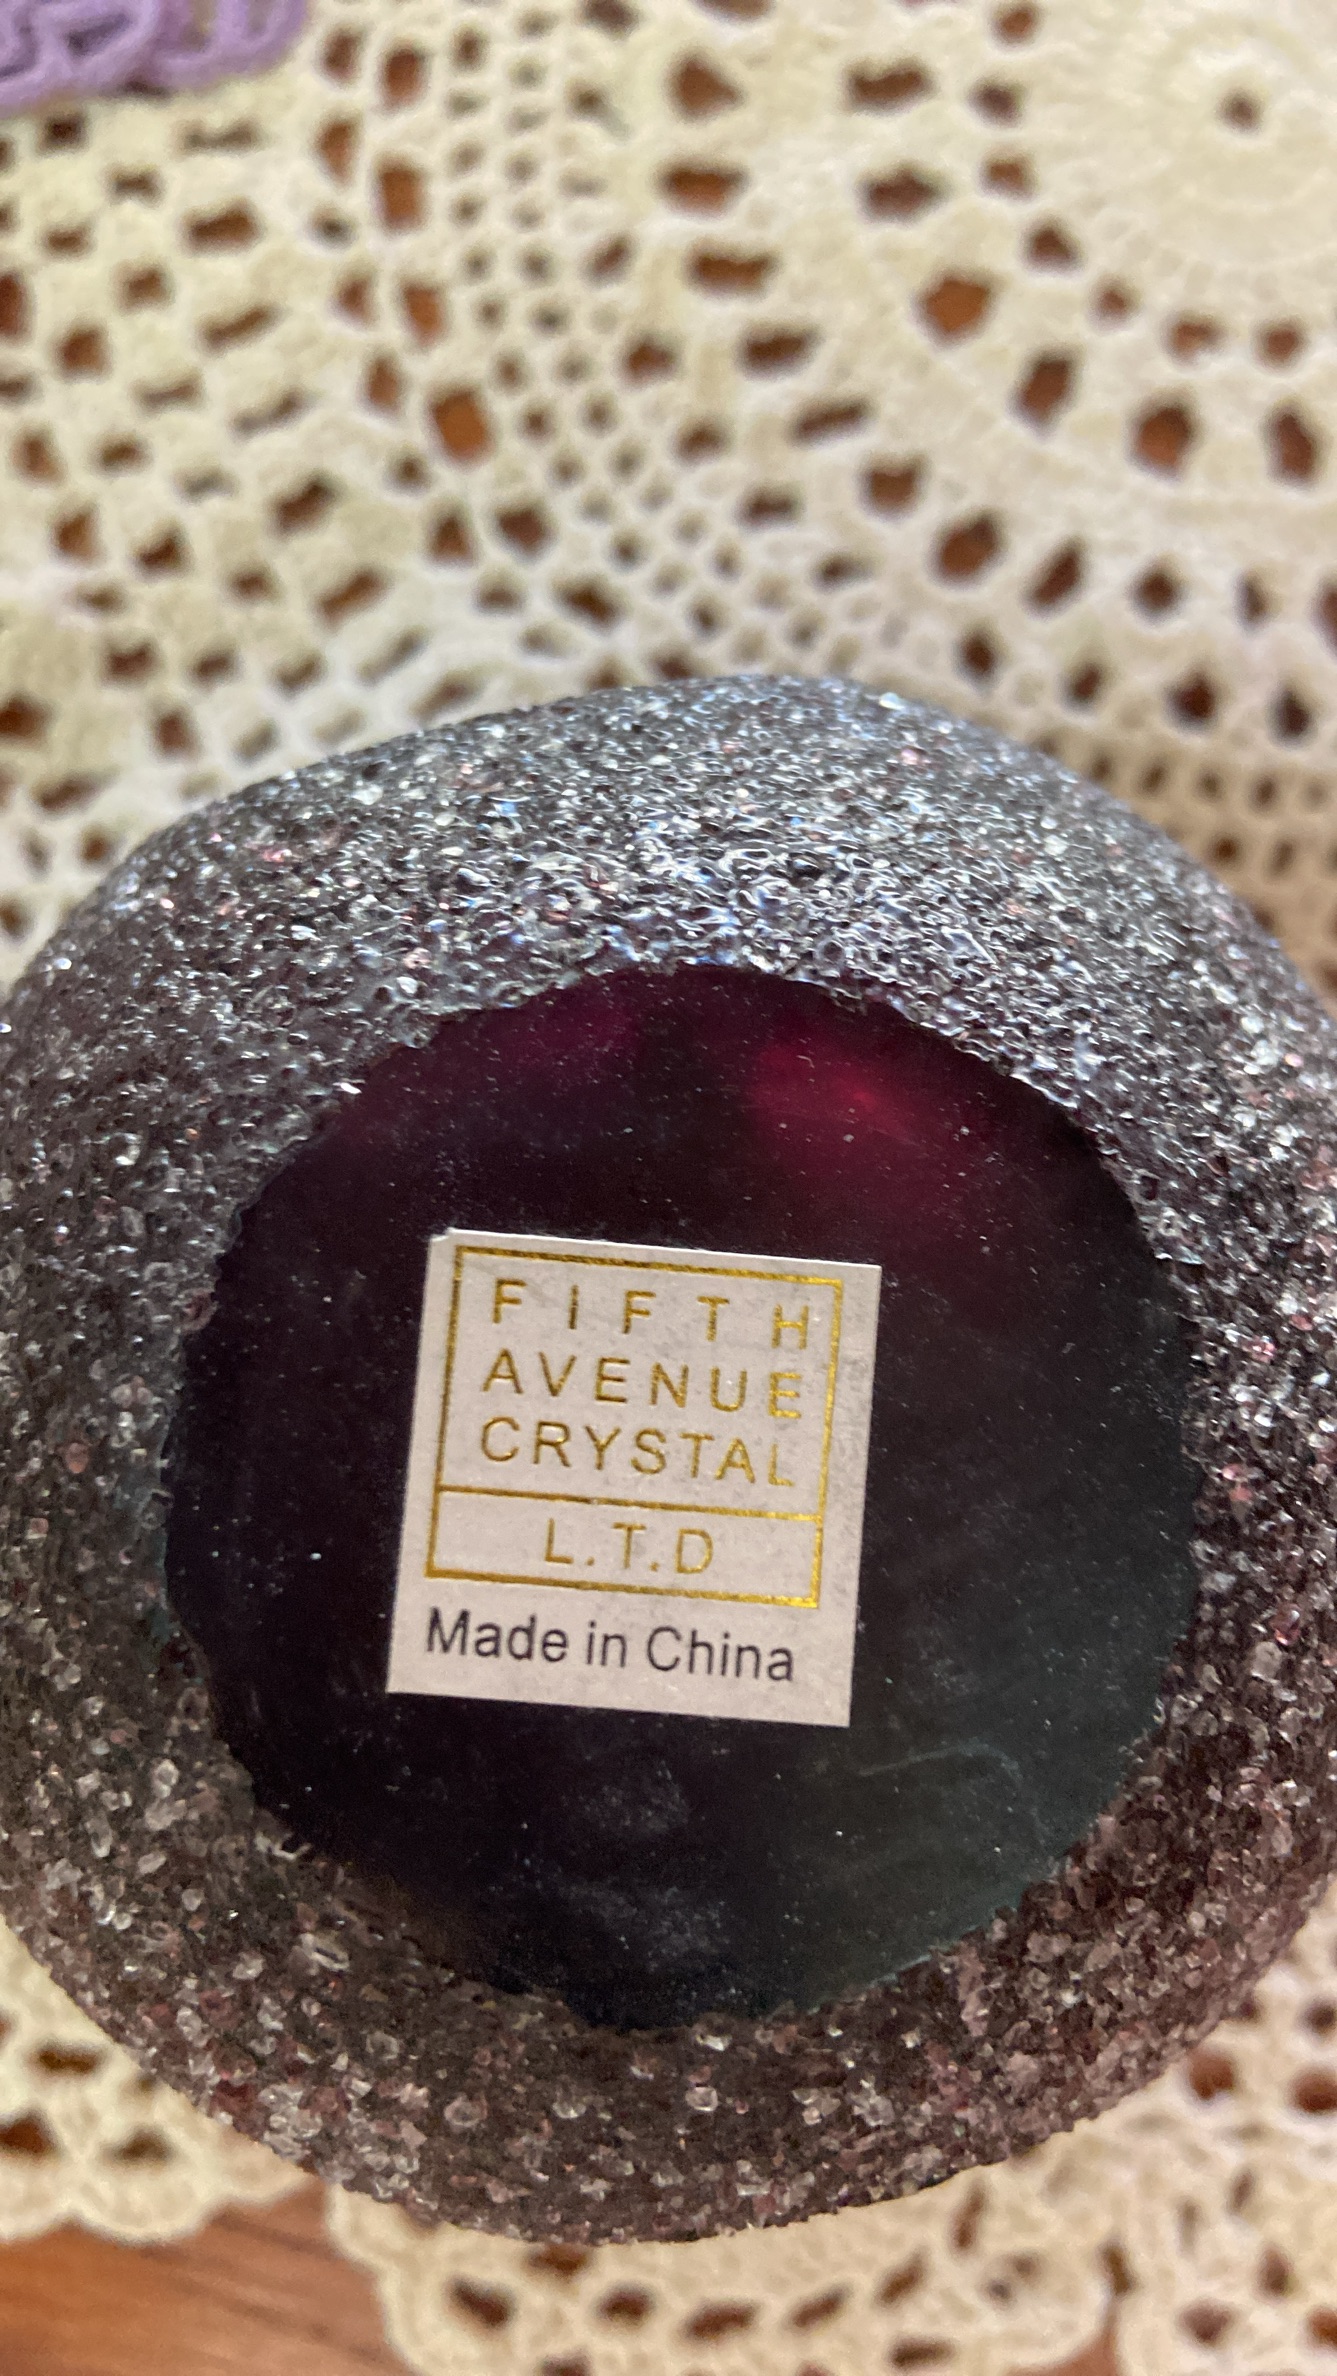 FIFTH
AVENUE
CRYSTAL
L.T.D
Made in China